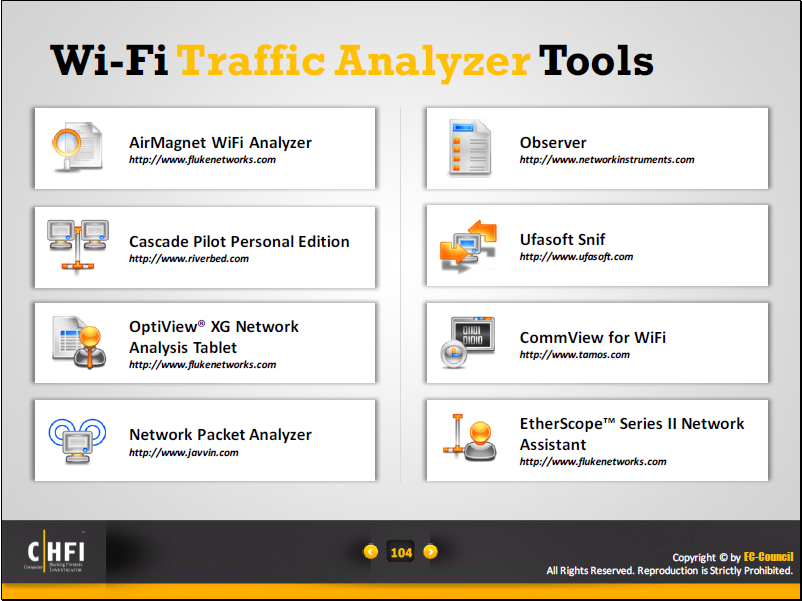 Wi-Fi Traffic Analyzer Tools
AirMagnet WiFi Analyzer
http://www.flukenetworks.com
Cascade Pilot Personal Edition
http://www.riverbed.com
OptiView® XG Network
Analysis Tablet
http://www.flukenetworks.com
Network Packet Analyzer
http://www.javvin.com
Observer
http://www.networkinstruments.com
Ufasoft Snif
http://www.ufasoft.com
CommView for WiFi
http://www.tamos.com
EtherScope™ Series II Network
Assistant
http://www.flukenetworks.com
CHFI
Computer Hacking Forensic
INVESTIGATOR
104
Copyright © by EC-Council
All Rights Reserved. Reproduction is Strictly Prohibited.